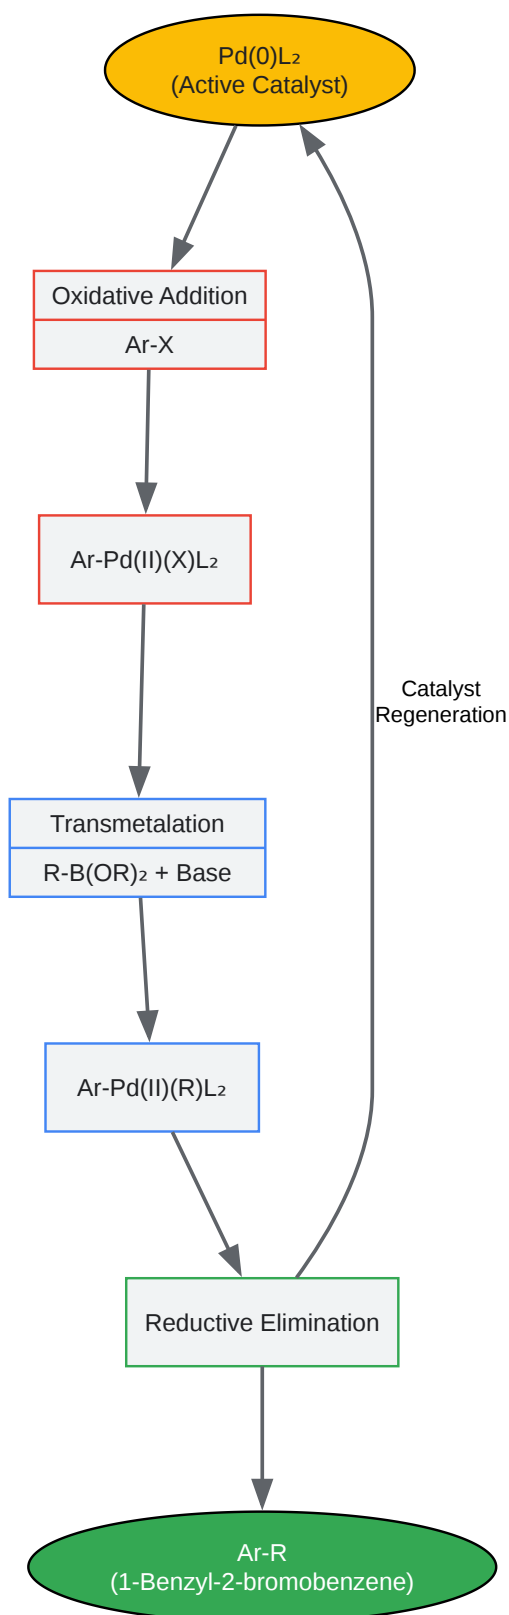 Pd(0)L₂
(Active Catalyst)
Oxidative Addition
Ar-X
Ar-Pd(II)(X)L₂
Catalyst
Regeneration
Transmetalation
R-B(OR)₂ + Base
Ar-Pd(II)(R)L₂
Reductive Elimination
Ar-R
(1-Benzyl-2-bromobenzene)